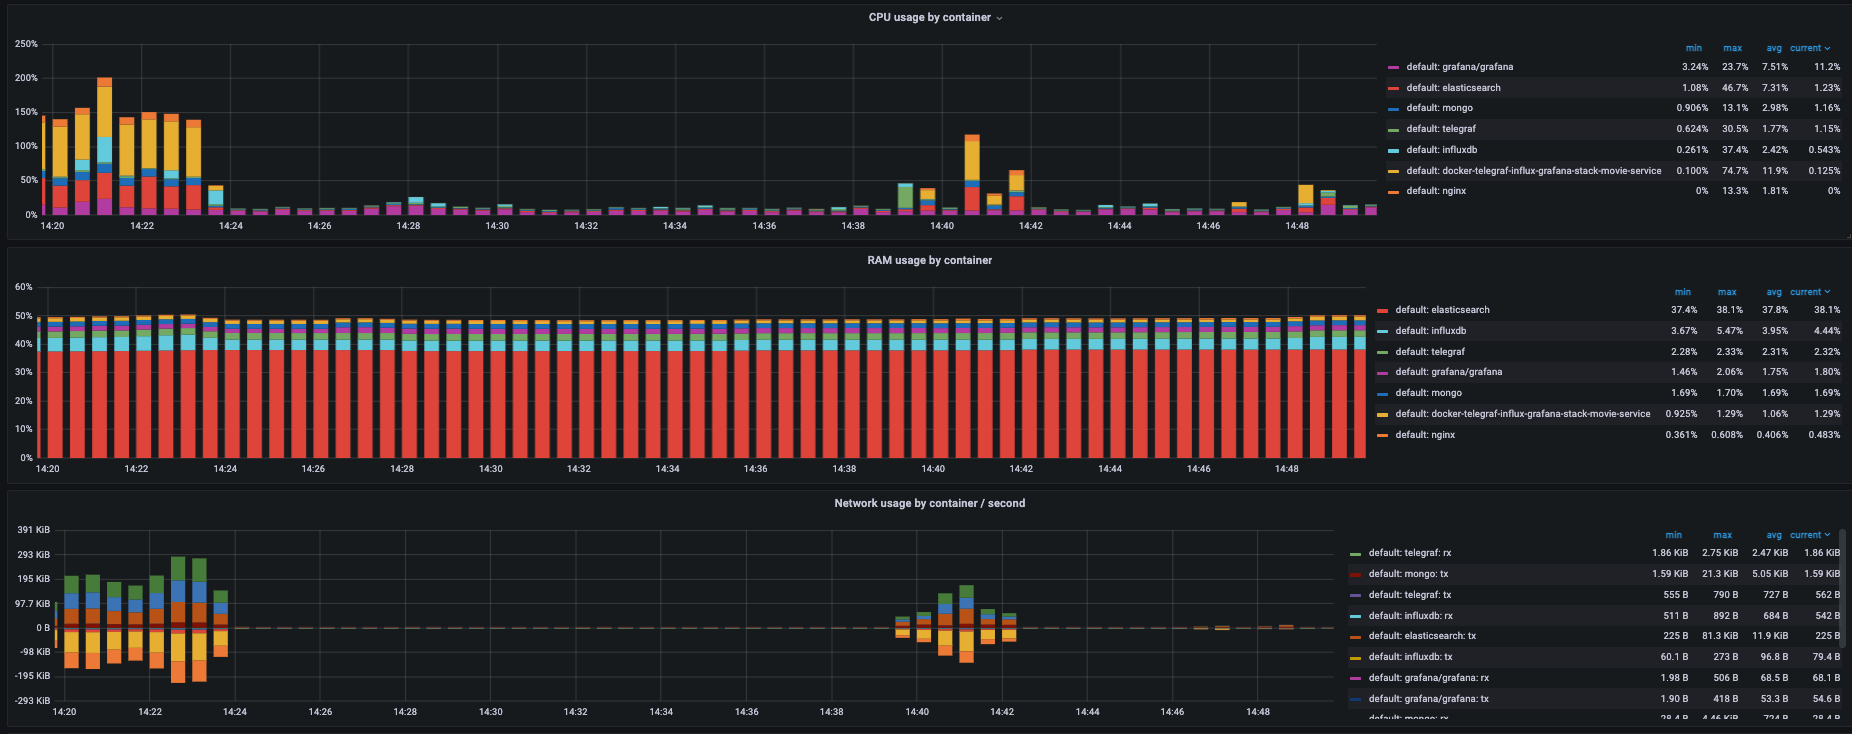 CPU usage by container
250%
200%
150%
100%
50%
0%
14:20 14:22 14:24 14:26 14:28 14:30 14:32 14:34 14:36 14:38 14:40 14:42 14:44 14:46 14:48
min max avg current
default: grafana/grafana 3.24% 23.7% 7.51% 11.2%
default: elasticsearch 1.08% 46.7% 7.31% 1.23%
default: mongo 0.906% 13.1% 2.98% 1.16%
default: telegraf 0.624% 30.5% 1.77% 1.15%
default: influxdb 0.261% 37.4% 2.42% 0.543%
default: docker-telegraf-influx-grafana-stack-movie-service 0.100% 74.7% 11.9% 0.125%
default: nginx 0% 13.3% 1.81% 0%
RAM usage by container
60%
50%
40%
30%
20%
10%
0%
14:20 14:22 14:24 14:26 14:28 14:30 14:32 14:34 14:36 14:38 14:40 14:42 14:44 14:46 14:48
min max avg current
default: elasticsearch 37.4% 38.1% 37.8% 38.1%
default: influxdb 3.67% 5.47% 3.95% 4.44%
default: telegraf 2.28% 2.33% 2.31% 2.32%
default: grafana/grafana 1.46% 2.06% 1.75% 1.80%
default: mongo 1.69% 1.70% 1.69% 1.69%
default: docker-telegraf-influx-grafana-stack-movie-service 0.925% 1.29% 1.06% 1.29%
default: nginx 0.361% 0.608% 0.406% 0.483%
Network usage by container / second
391 KiB
293 KiB
195 KiB
97.7 KiB
0 B
-98 KiB
-195 KiB
-293 KiB
14:20 14:22 14:24 14:26 14:28 14:30 14:32 14:34 14:36 14:38 14:40 14:42 14:44 14:46 14:48
min max avg current
default: telegraf: rx 1.86 KiB 2.75 KiB 2.47 KiB 1.86 KiB
default: mongo: tx 1.59 KiB 21.3 KiB 5.05 KiB 1.59 KiB
default: telegraf: tx 555 B 790 B 727 B 562 B
default: influxdb: rx 511 B 892 B 684 B 542 B
default: elasticsearch: tx 225 B 81.3 KiB 11.9 KiB 225 B
default: influxdb: tx 60.1 B 273 B 96.8 B 79.4 B
default: grafana/grafana: rx 1.98 B 506 B 68.5 B 68.1 B
default: grafana/grafana: tx 1.90 B 418 B 53.3 B 54.6 B
default: mongo: rx 28.4 B 4.46 KiB 724 B 28.4 B